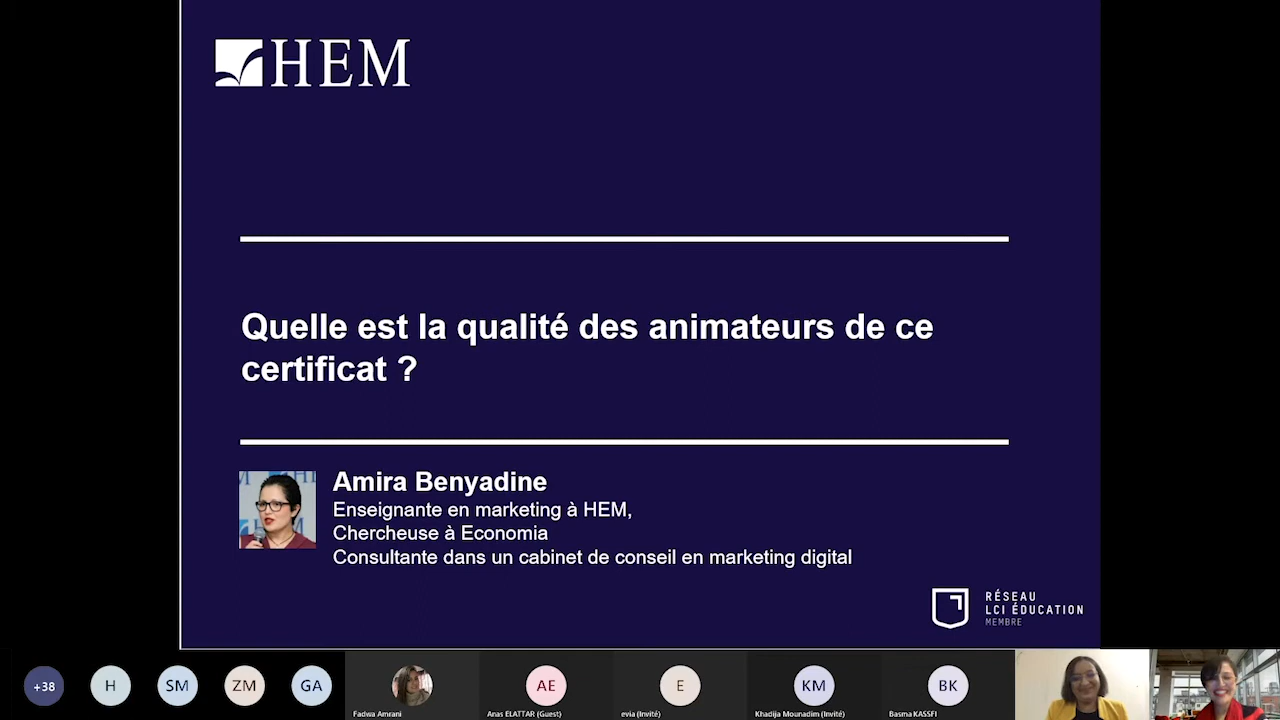 HEM
Quelle est la qualité des animateurs de ce
certificat ?
Amira Benyadine
Enseignante en marketing à HEM,
Chercheuse à Economia
Consultante dans un cabinet de conseil en marketing digital
RÉSEAU
LCI ÉDUCATION
MEMBRE
+38
H
SM
ZM
GA
AE
E
KM
BK
Fadwa Amrani
Anas ELATTAR (Guest)
evia (Invité)
Khadija Mounadim (Invité)
Basma KASSFI